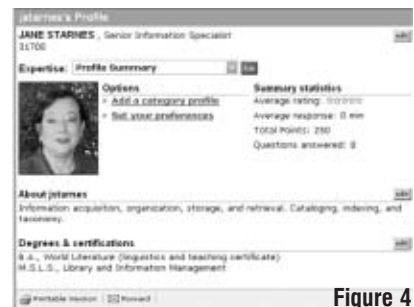 jstarnes's Profile
JANE STARNES, Senior Information Specialist
31700
edit
Expertise: Profile Summary
Options
Summary statistics
» Add a category profile
Average rating:
» Set your preferences
Average response: 0 min
Total Points: 250
Questions answered: 8
About jstarnes
edit
Information acquisition, organization, storage, and retrieval. Cataloging, indexing, and
taxonomy.
Degrees & certifications
edit
B.A., World Literature (linguistics and teaching certificate)
M.S.L.S., Library and Information Management
Printable Version
Forward
Figure 4